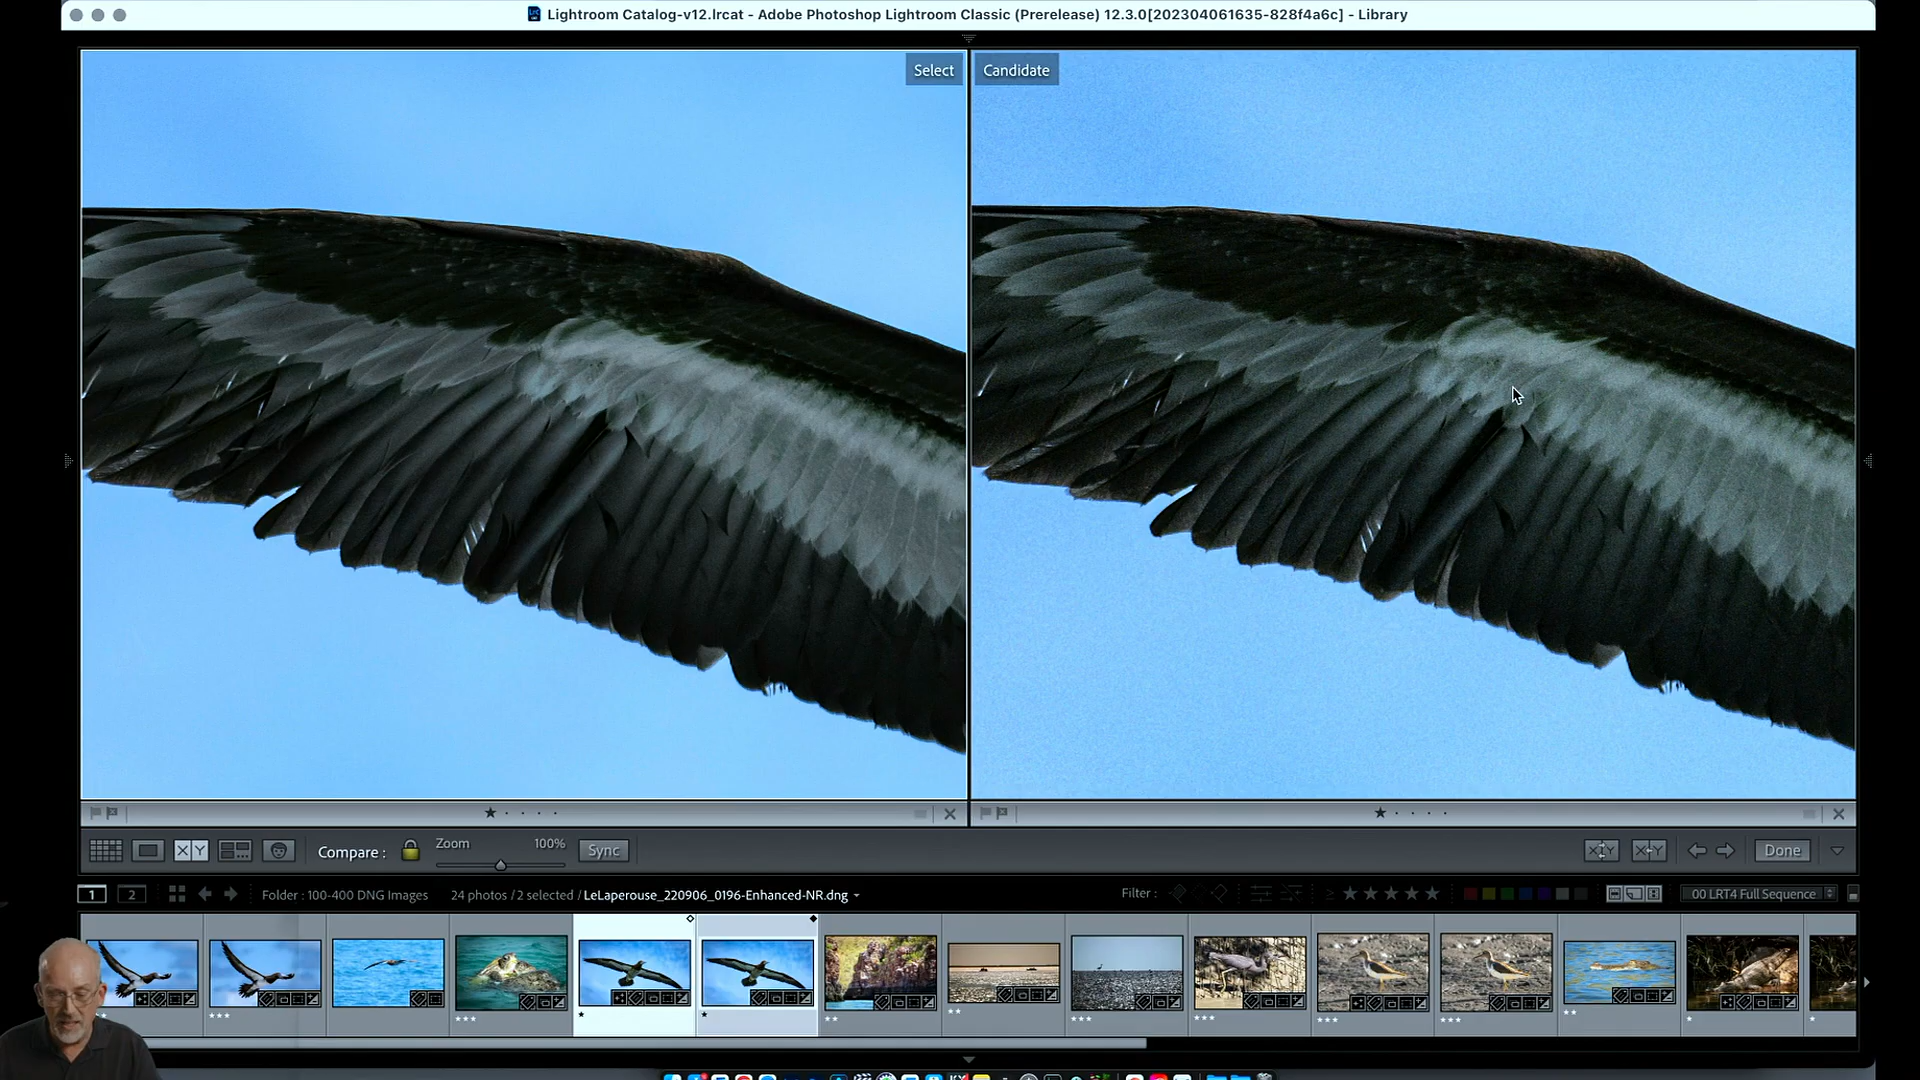 Lightroom Catalog-v12.lrcat - Adobe Photoshop Lightroom Classic (Prerelease) 12.3.0[202304061635-828f4a6c] - Library
Select
Candidate
X Y
Compare :
Zoom
100%
Sync
X Y
X Y
Done
1
2
Folder : 100-400 DNG Images
24 photos / 2 selected / LeLaperouse_220906_0196-Enhanced-NR.dng
Filter :
00 LRT4 Full Sequence